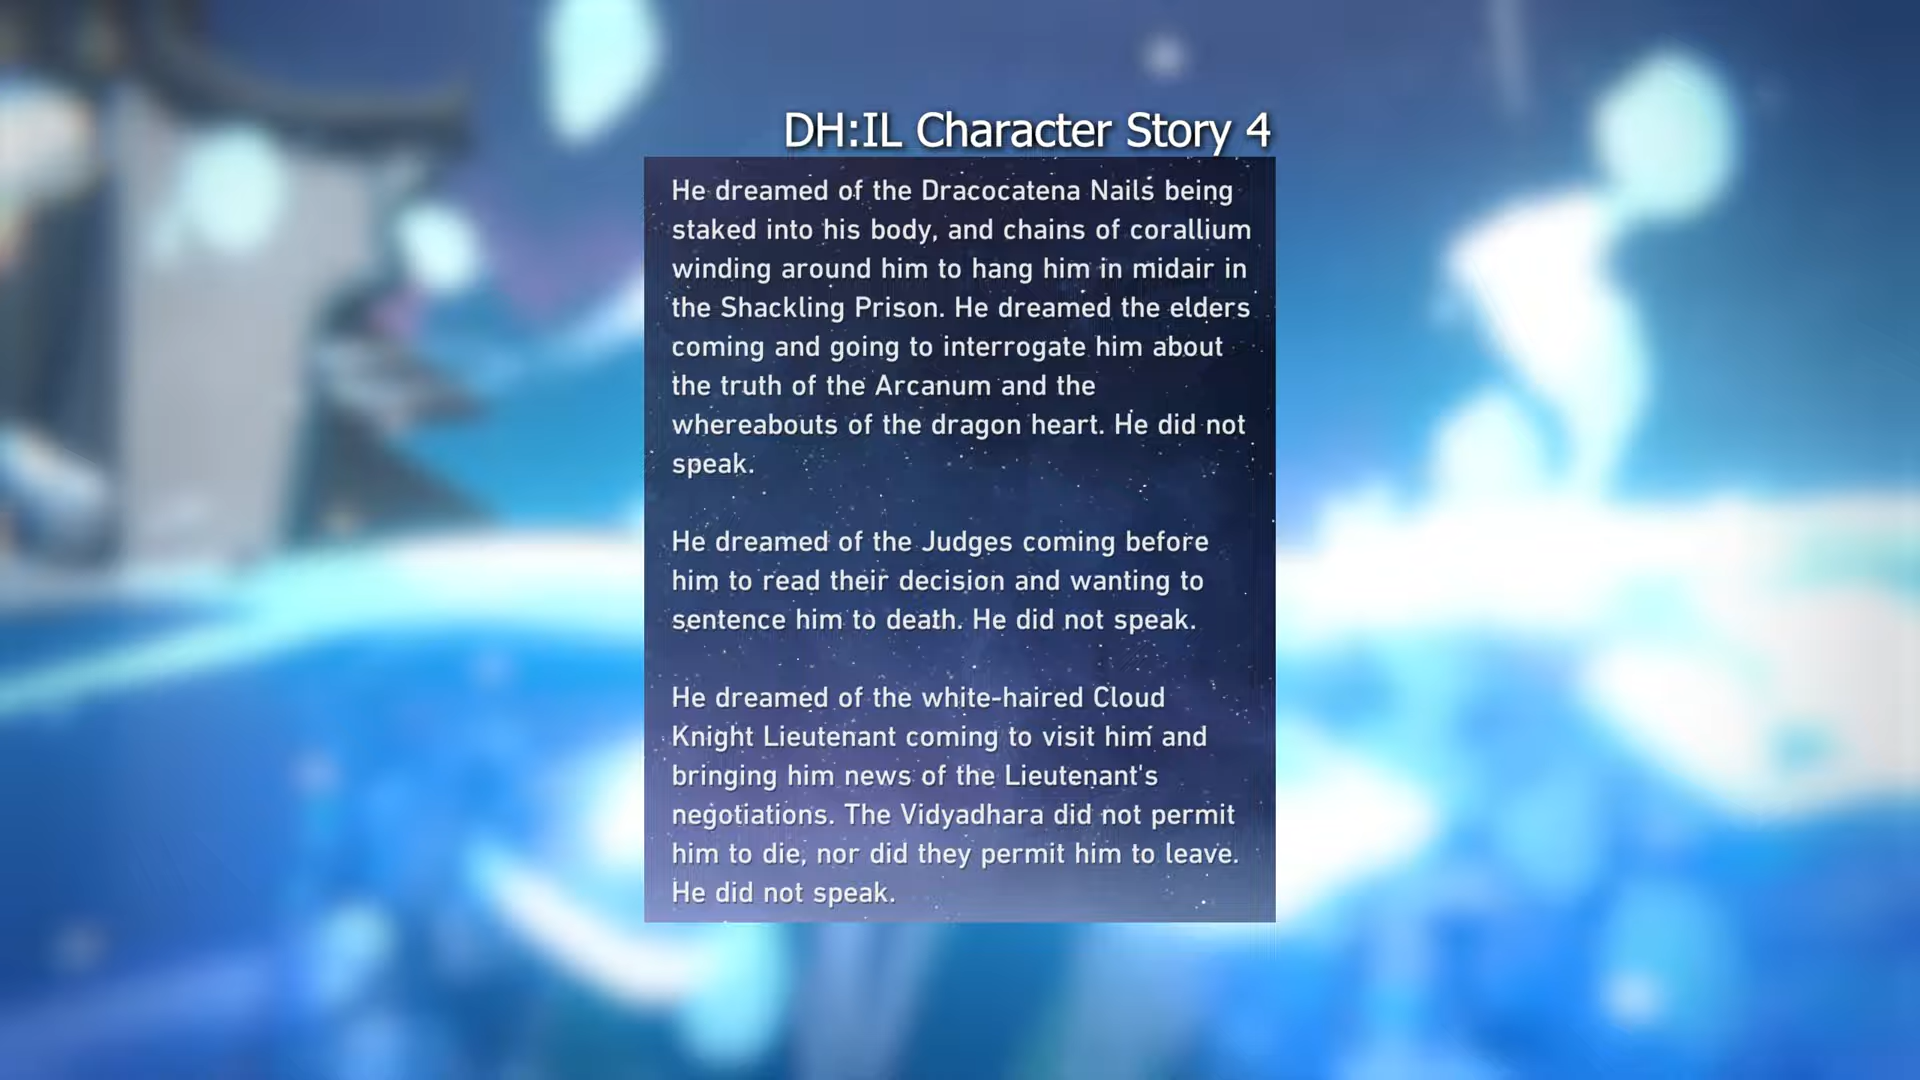 DH:IL Character Story 4
He dreamed of the Dracocatena Nails being
staked into his body, and chains of corallium
winding around him to hang him in midair in
the Shackling Prison. He dreamed the elders
coming and going to interrogate him about
the truth of the Arcanum and the
whereabouts of the dragon heart. He did not
speak.
He dreamed of the Judges coming before
him to read their decision and wanting to
sentence him to death. He did not speak.
He dreamed of the white-haired Cloud
Knight Lieutenant coming to visit him and
bringing him news of the Lieutenant's
negotiations. The Vidyadhara did not permit
him to die, nor did they permit him to leave.
He did not speak.